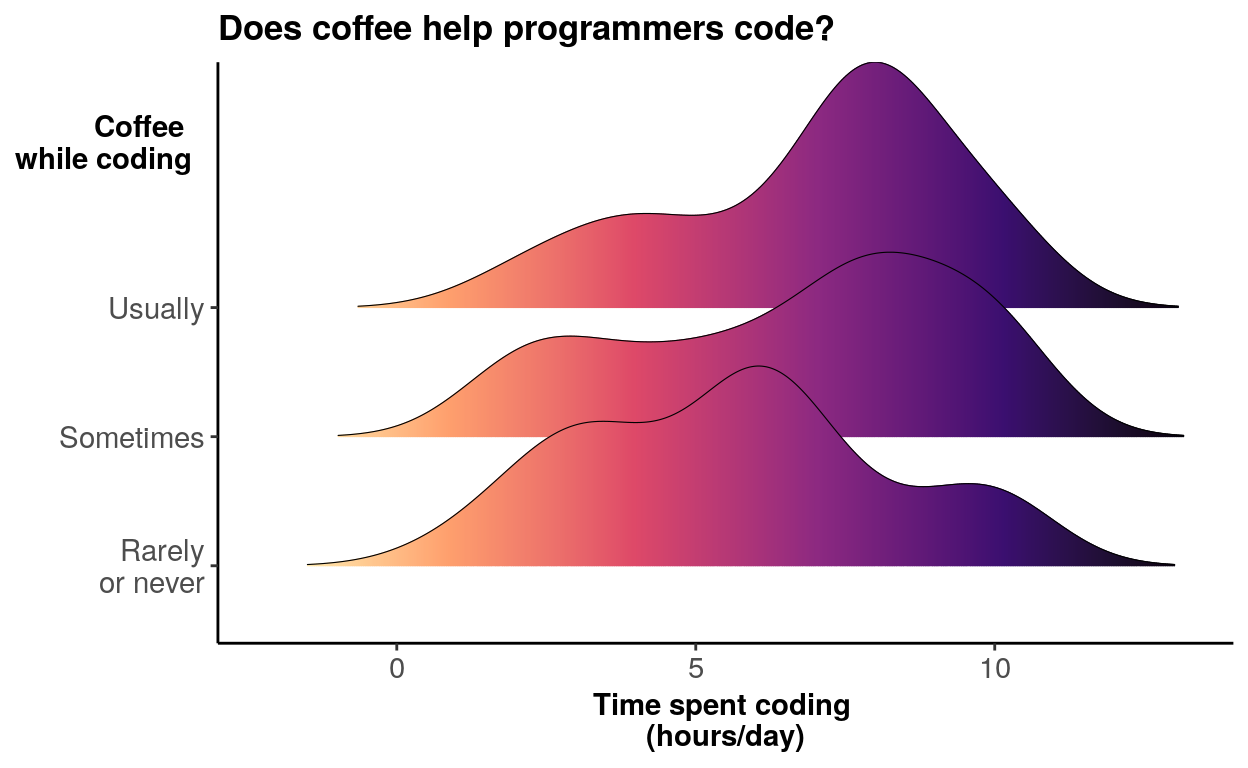 Does coffee help programmers code?
Coffee
while coding
Usually
Sometimes
Rarely
or never
0 5 10
Time spent coding
(hours/day)